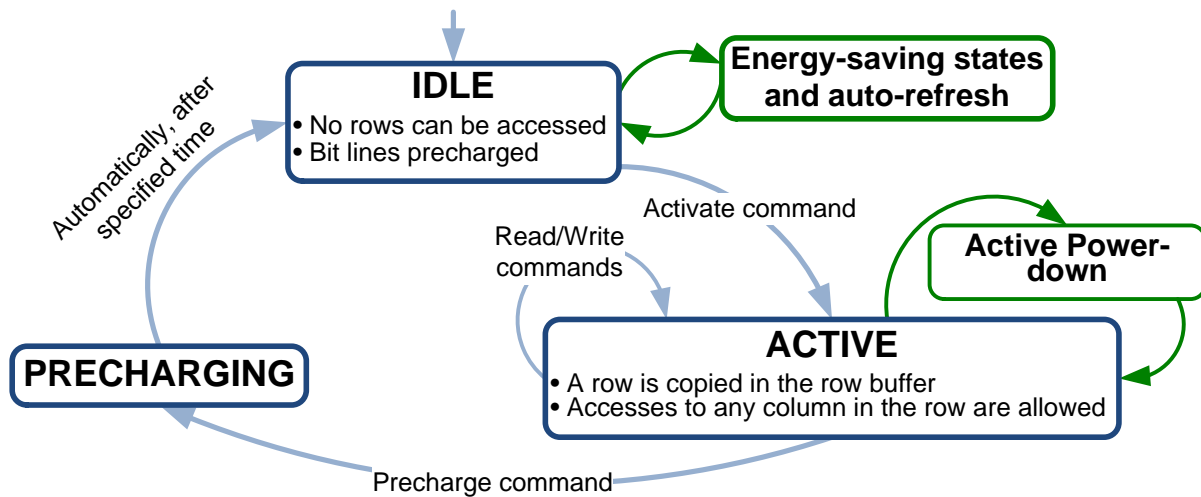 IDLE
• No rows can be accessed
• Bit lines precharged
Energy-saving states
and auto-refresh
Automatically, after
specified time
Activate command
Read/Write
commands
Active Power-
down
ACTIVE
• A row is copied in the row buffer
• Accesses to any column in the row are allowed
PRECHARGING
Precharge command